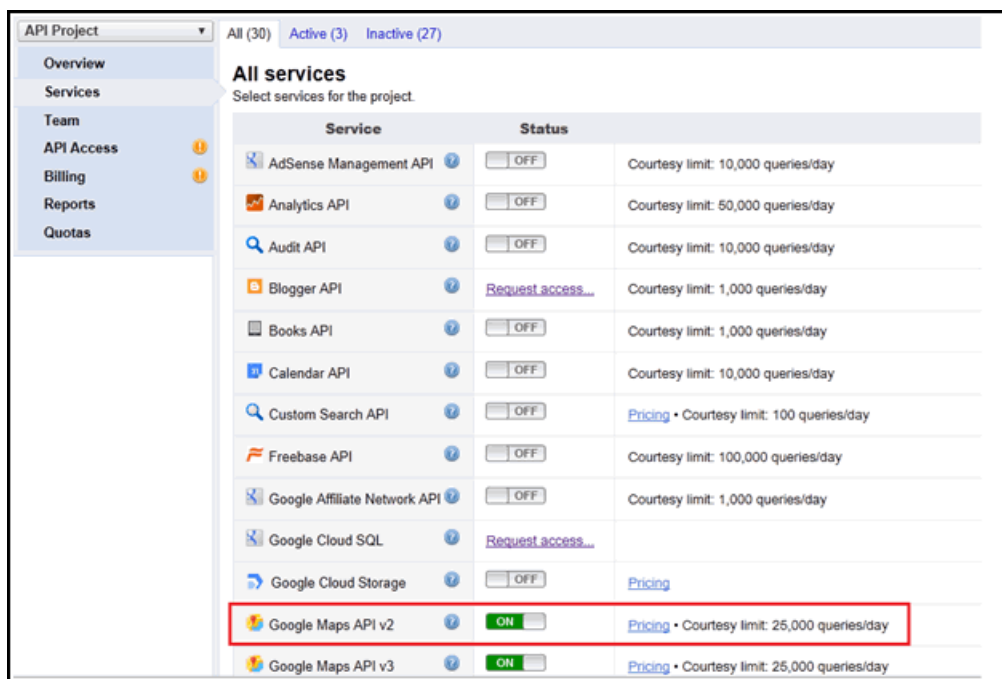 API Project
All (30) Active (3) Inactive (27)
Overview
Services
Team
API Access
Billing
Reports
Quotas
All services
Select services for the project.
Service Status
AdSense Management API OFF Courtesy limit: 10,000 queries/day
Analytics API OFF Courtesy limit: 50,000 queries/day
Audit API OFF Courtesy limit: 10,000 queries/day
Blogger API Request access... Courtesy limit: 1,000 queries/day
Books API OFF Courtesy limit: 1,000 queries/day
Calendar API OFF Courtesy limit: 10,000 queries/day
Custom Search API OFF Pricing • Courtesy limit: 100 queries/day
Freebase API OFF Courtesy limit: 100,000 queries/day
Google Affiliate Network API OFF Courtesy limit: 1,000 queries/day
Google Cloud SQL Request access...
Google Cloud Storage OFF Pricing
Google Maps API v2 ON Pricing • Courtesy limit: 25,000 queries/day
Google Maps API v3 ON Pricing • Courtesy limit: 25,000 queries/day